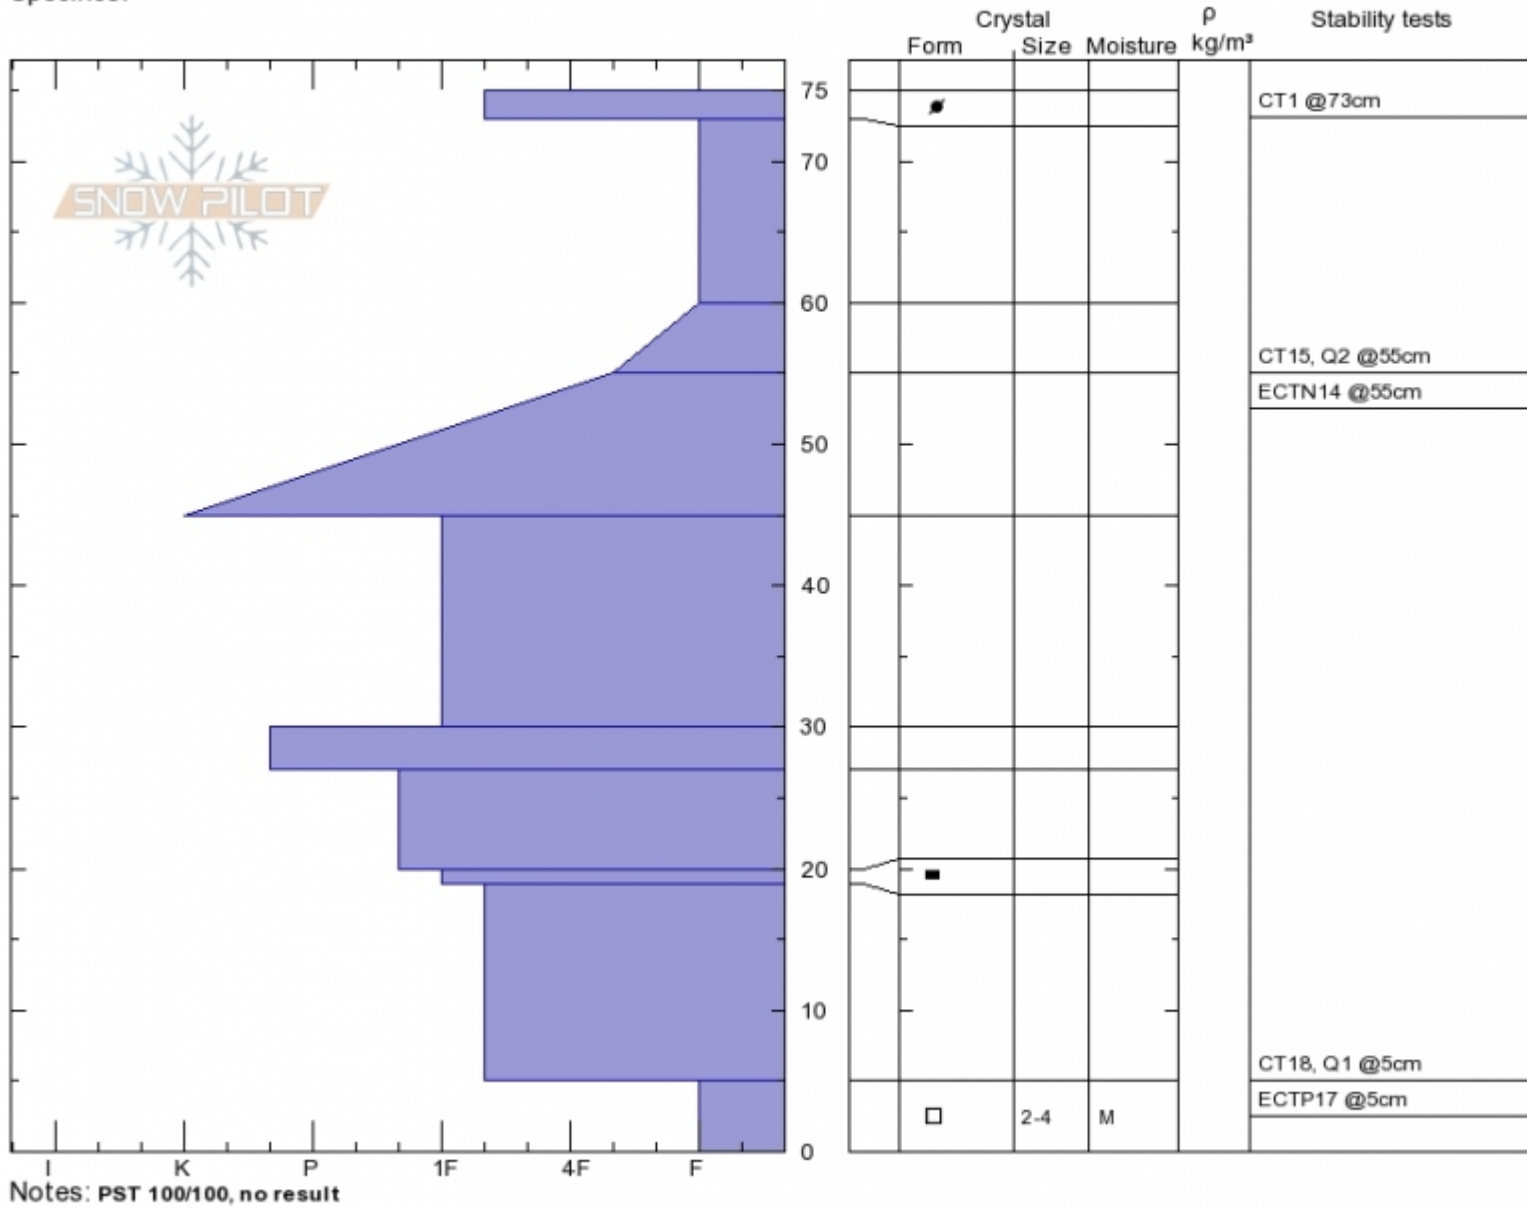 Crystal ρ Stability tests
Form Size Moisture kg/m³
75
CT1 @73cm
SNOW PILOT
70
60
CT15, Q2 @55cm
ECTN14 @55cm
50
40
30
20
10
CT18, Q1 @5cm
ECTP17 @5cm
2-4 M
0
I K P 1F 4F F
Notes: PST 100/100, no result